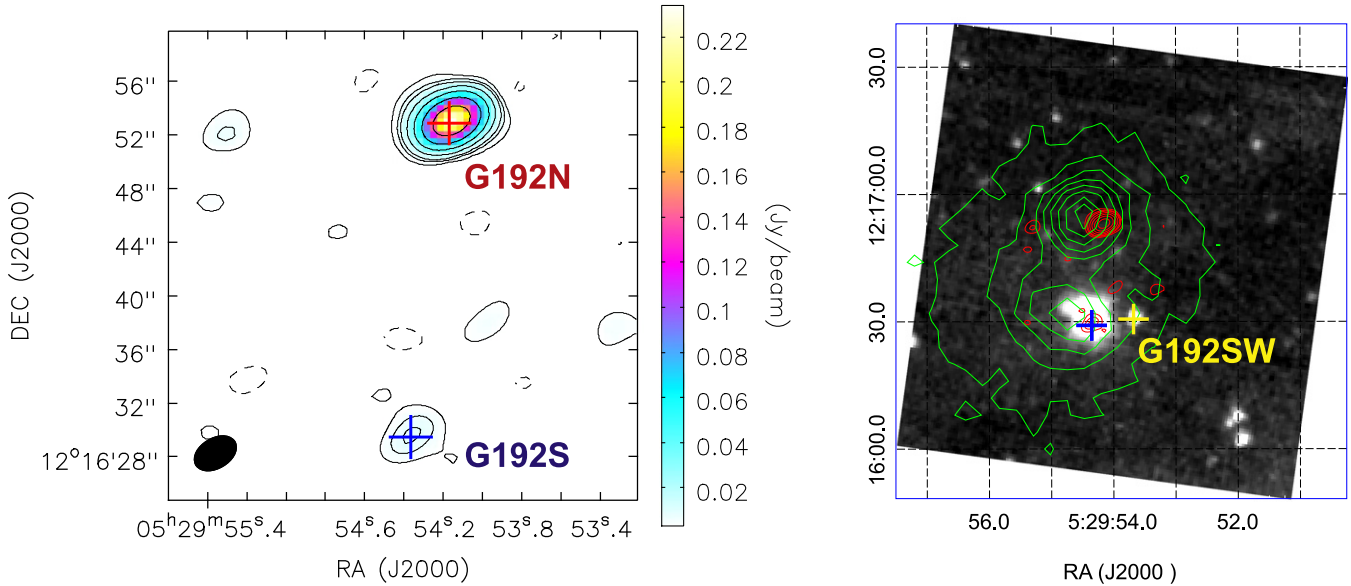 56''
52''
48''
44''
40''
36''
32''
12°16'28''
DEC (J2000)
G192N
G192S
05ʰ29ᵐ55ˢ.4
54ˢ.6
54ˢ.2
53ˢ.8
53ˢ.4
RA (J2000)
0.22
0.2
0.18
0.16
0.14
0.12
0.1
0.08
0.06
0.04
0.02
(Jy/beam)
30.0
12:17:00.0
30.0
16:00.0
G192SW
56.0
5:29:54.0
52.0
RA (J2000)